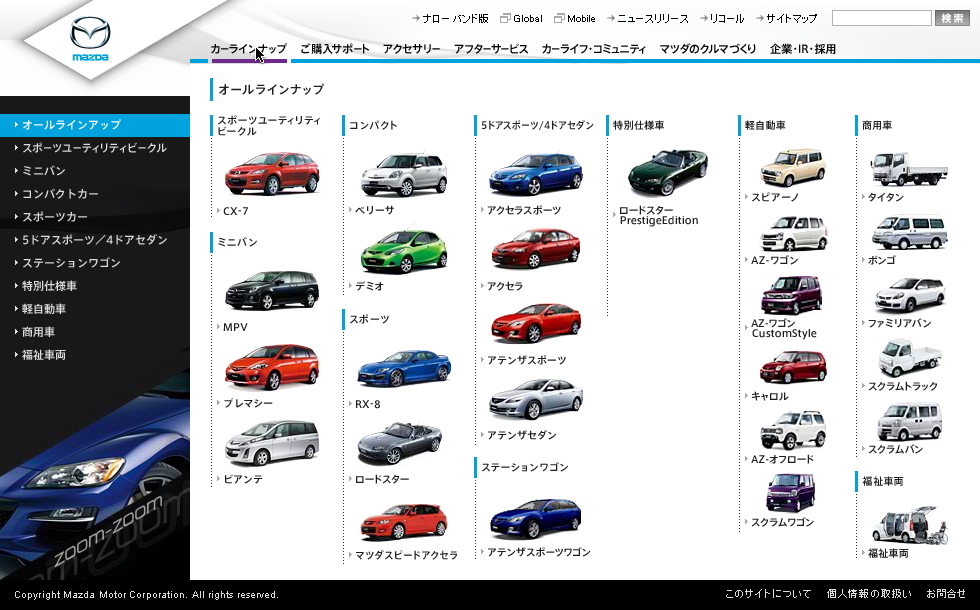 →ナローバンド版 Global Mobile →ニュースリリース →リコール →サイトマップ 検索
mazda
カーラインナップ ご購入サポート アクセサリー アフターサービス カーライフ・コミュニティ マツダのクルマづくり 企業・IR・採用
オールラインナップ
オールラインアップ
スポーツユーティリティビークル
ミニバン
コンパクトカー
スポーツカー
5ドアスポーツ／4ドアセダン
ステーションワゴン
特別仕様車
軽自動車
商用車
福祉車両
zoom-zoom
スポーツユーティリティ
ビークル
CX-7
ミニバン
MPV
プレマシー
ビアンテ
コンパクト
ベリーサ
デミオ
スポーツ
RX-8
ロードスター
マツダスピードアクセラ
5ドアスポーツ/4ドアセダン
アクセラスポーツ
アクセラ
アテンザスポーツ
アテンザセダン
ステーションワゴン
アテンザスポーツワゴン
特別仕様車
ロードスター
PrestigeEdition
軽自動車
スピアーノ
AZ-ワゴン
AZ-ワゴン
CustomStyle
キャロル
AZ-オフロード
スクラムワゴン
商用車
タイタン
ボンゴ
ファミリアバン
スクラムトラック
スクラムバン
福祉車両
福祉車両
Copyright Mazda Motor Corporation. All rights reserved.
このサイトについて 個人情報の取扱い お問合せ